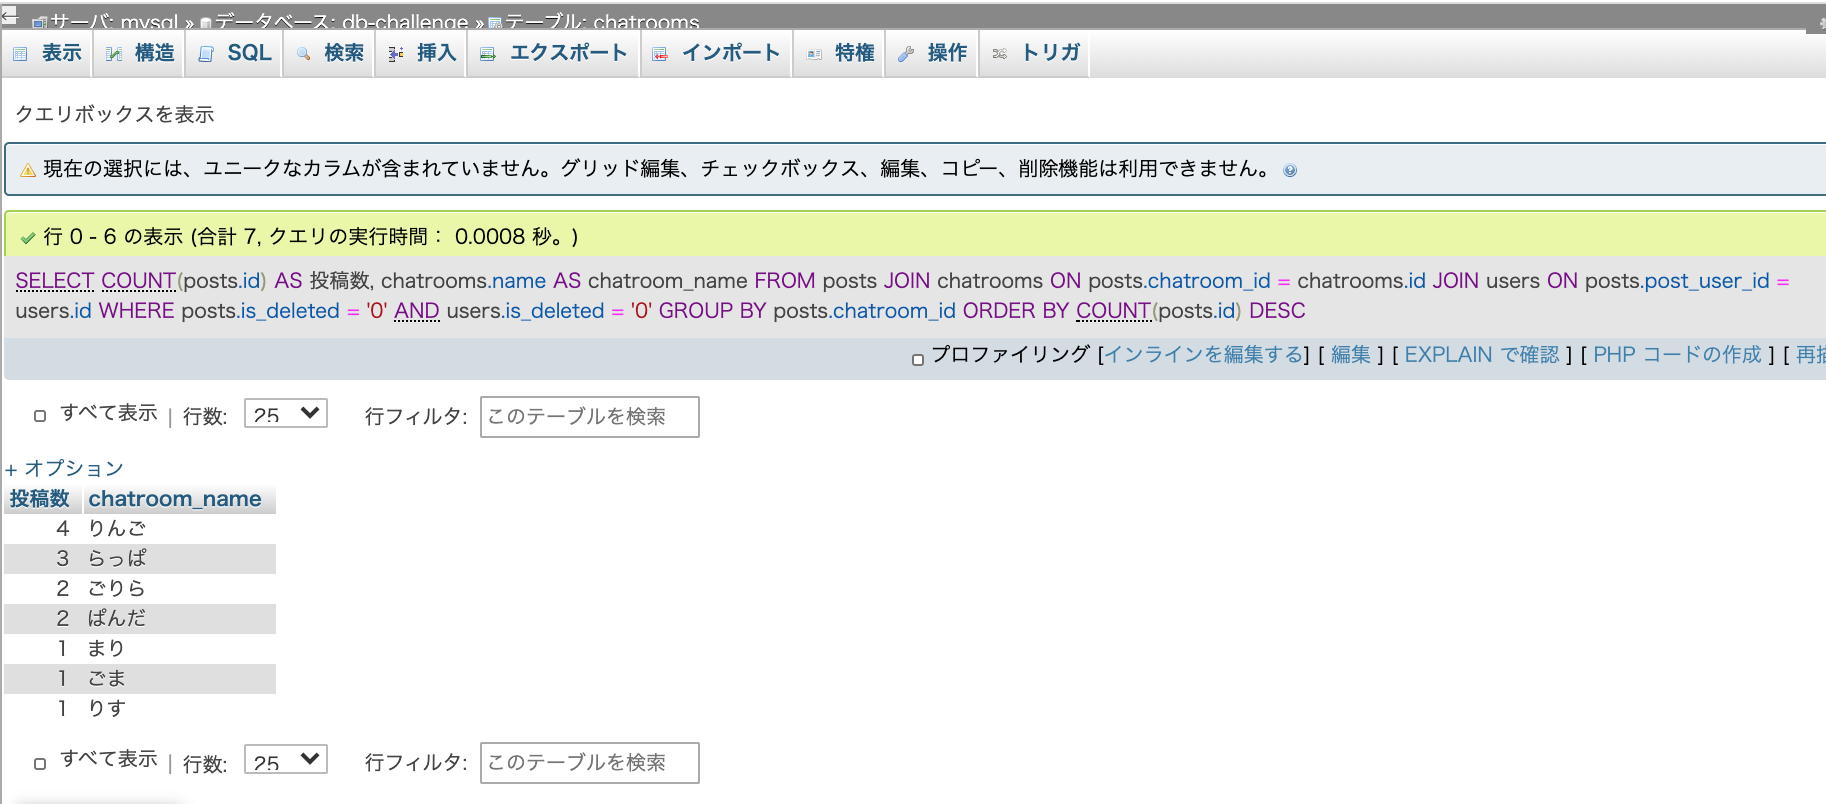 サーバ: mysql » データベース: db-challenge » テーブル: chatrooms
表示 構造 SQL 検索 挿入 エクスポート インポート 特権 操作 トリガ
クエリボックスを表示
現在の選択には、ユニークなカラムが含まれていません。グリッド編集、チェックボックス、編集、コピー、削除機能は利用できません。
行 0 - 6 の表示 (合計 7, クエリの実行時間： 0.0008 秒。)
SELECT COUNT(posts.id) AS 投稿数, chatrooms.name AS chatroom_name FROM posts JOIN chatrooms ON posts.chatroom_id = chatrooms.id JOIN users ON posts.post_user_id =
users.id WHERE posts.is_deleted = '0' AND users.is_deleted = '0' GROUP BY posts.chatroom_id ORDER BY COUNT(posts.id) DESC
プロファイリング [インラインを編集する] [ 編集 ] [ EXPLAIN で確認 ] [ PHP コードの作成 ] [ 再描
すべて表示 | 行数: 25 行フィルタ: このテーブルを検索
+ オプション
投稿数 chatroom_name
4 りんご
3 らっぱ
2 ごりら
2 ぱんだ
1 まり
1 ごま
1 りす
すべて表示 | 行数: 25 行フィルタ: このテーブルを検索